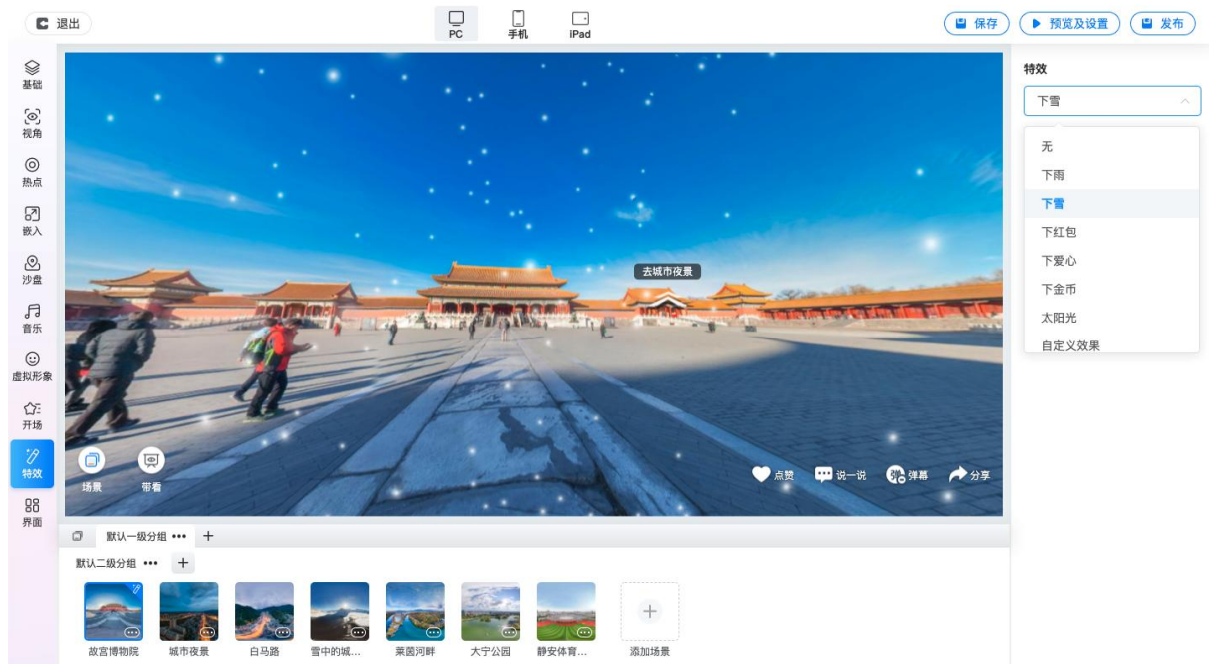 退出
PC
手机
iPad
保存
预览及设置
发布
基础
视角
热点
嵌入
沙盘
音乐
虚拟形象
开场
特效
界面
去城市夜景
场景
带看
点赞
说一说
弹
弹幕
分享
特效
下雪
无
下雨
下雪
下红包
下爱心
下金币
太阳光
自定义效果
默认一级分组 •••
默认二级分组 •••
故宫博物院
城市夜景
白马路
雪中的城...
莱茵河畔
大宁公园
静安体育...
添加场景